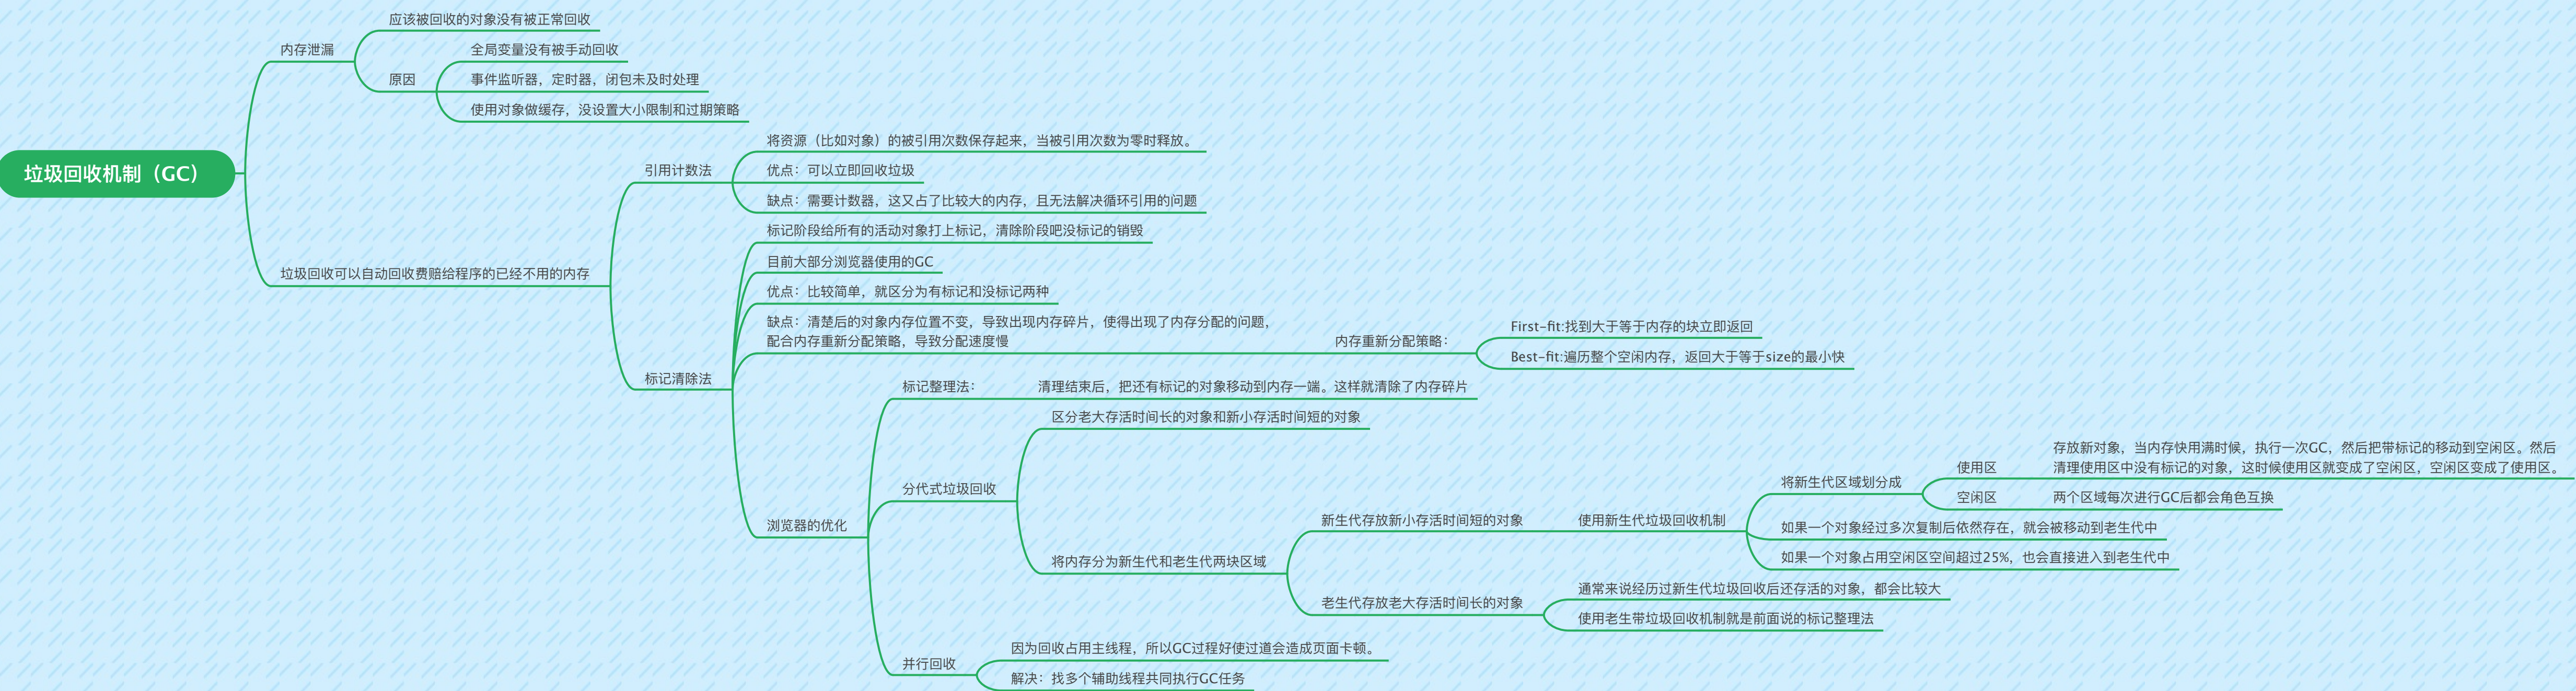 垃圾回收机制（GC）
内存泄漏
应该被回收的对象没有被正常回收
原因
全局变量没有被手动回收
事件监听器，定时器，闭包未及时处理
使用对象做缓存，没设置大小限制和过期策略
垃圾回收可以自动回收费赔给程序的已经不用的内存
引用计数法
将资源（比如对象）的被引用次数保存起来，当被引用次数为零时释放。
优点：可以立即回收垃圾
缺点：需要计数器，这又占了比较大的内存，且无法解决循环引用的问题
标记清除法
标记阶段给所有的活动对象打上标记，清除阶段吧没标记的销毁
目前大部分浏览器使用的GC
优点：比较简单，就区分为有标记和没标记两种
缺点：清楚后的对象内存位置不变，导致出现内存碎片，使得出现了内存分配的问题，
配合内存重新分配策略，导致分配速度慢
内存重新分配策略：
First-fit:找到大于等于内存的块立即返回
Best-fit:遍历整个空闲内存，返回大于等于size的最小快
浏览器的优化
标记整理法：
清理结束后，把还有标记的对象移动到内存一端。这样就清除了内存碎片
分代式垃圾回收
区分老大存活时间长的对象和新小存活时间短的对象
将内存分为新生代和老生代两块区域
新生代存放新小存活时间短的对象
使用新生代垃圾回收机制
将新生代区域划分成
使用区
存放新对象，当内存快用满时候，执行一次GC，然后把带标记的移动到空闲区。然后
清理使用区中没有标记的对象，这时候使用区就变成了空闲区，空闲区变成了使用区。
空闲区
两个区域每次进行GC后都会角色互换
如果一个对象经过多次复制后依然存在，就会被移动到老生代中
如果一个对象占用空闲区空间超过25%，也会直接进入到老生代中
老生代存放老大存活时间长的对象
通常来说经历过新生代垃圾回收后还存活的对象，都会比较大
使用老生带垃圾回收机制就是前面说的标记整理法
并行回收
因为回收占用主线程，所以GC过程好使过道会造成页面卡顿。
解决：找多个辅助线程共同执行GC任务